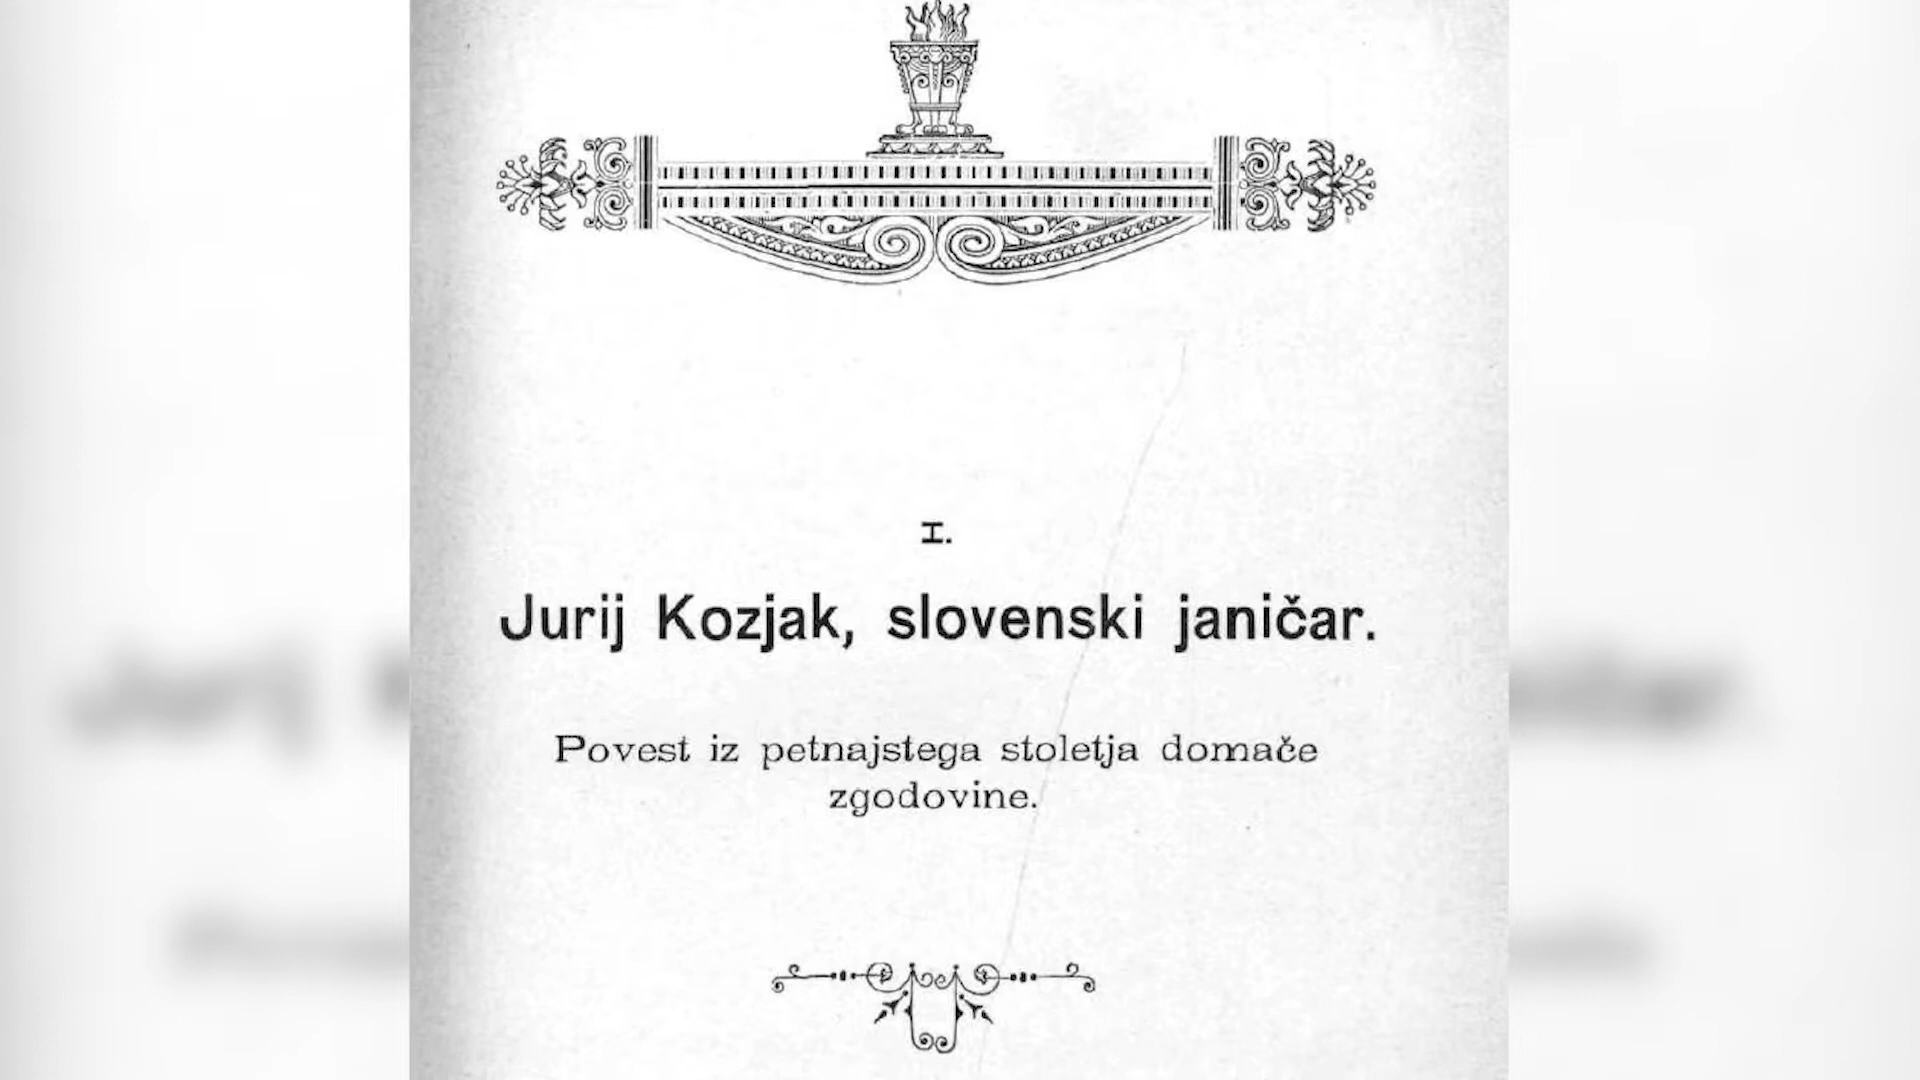 I.
Jurij Kozjak, slovenski janičar.
Povest iz petnajstega stoletja domače
zgodovine.